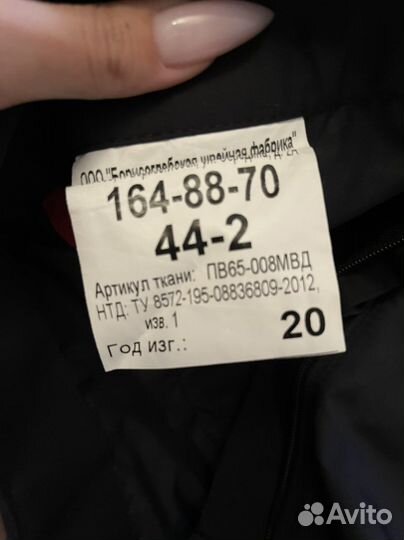 ООО "Борисоглебская швейная фабрика"
164-88-70
44-2
Артикул ткани: ПВ65-008МВД
НТД: ТУ 8572-195-08836809-2012,
изв. 1
Год изг.: 20
Avito